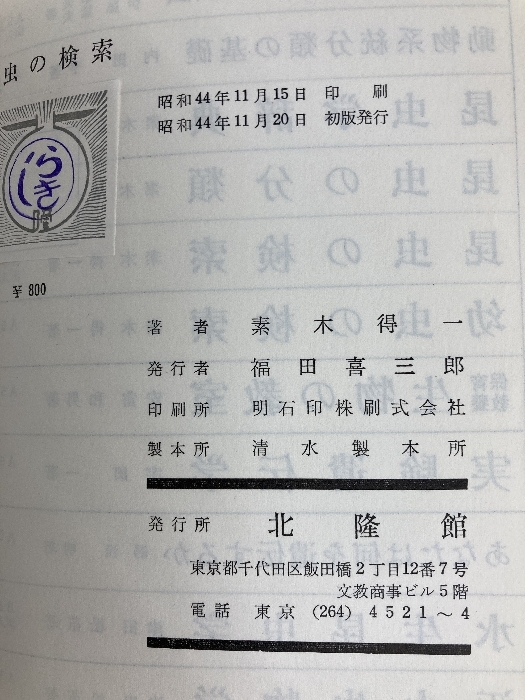 虫の検索
昭和44年11月15日 印刷
昭和44年11月20日 初版発行
しらき
隆
¥ 800
著者 素木得一
発行者 福田喜三郎
印刷所 明石印株刷式会社
製本所 清水製本所
発行所 北隆館
東京都千代田区飯田橋2丁目12番7号
文教商事ビル5階
電話 東京 (264) 4521〜4